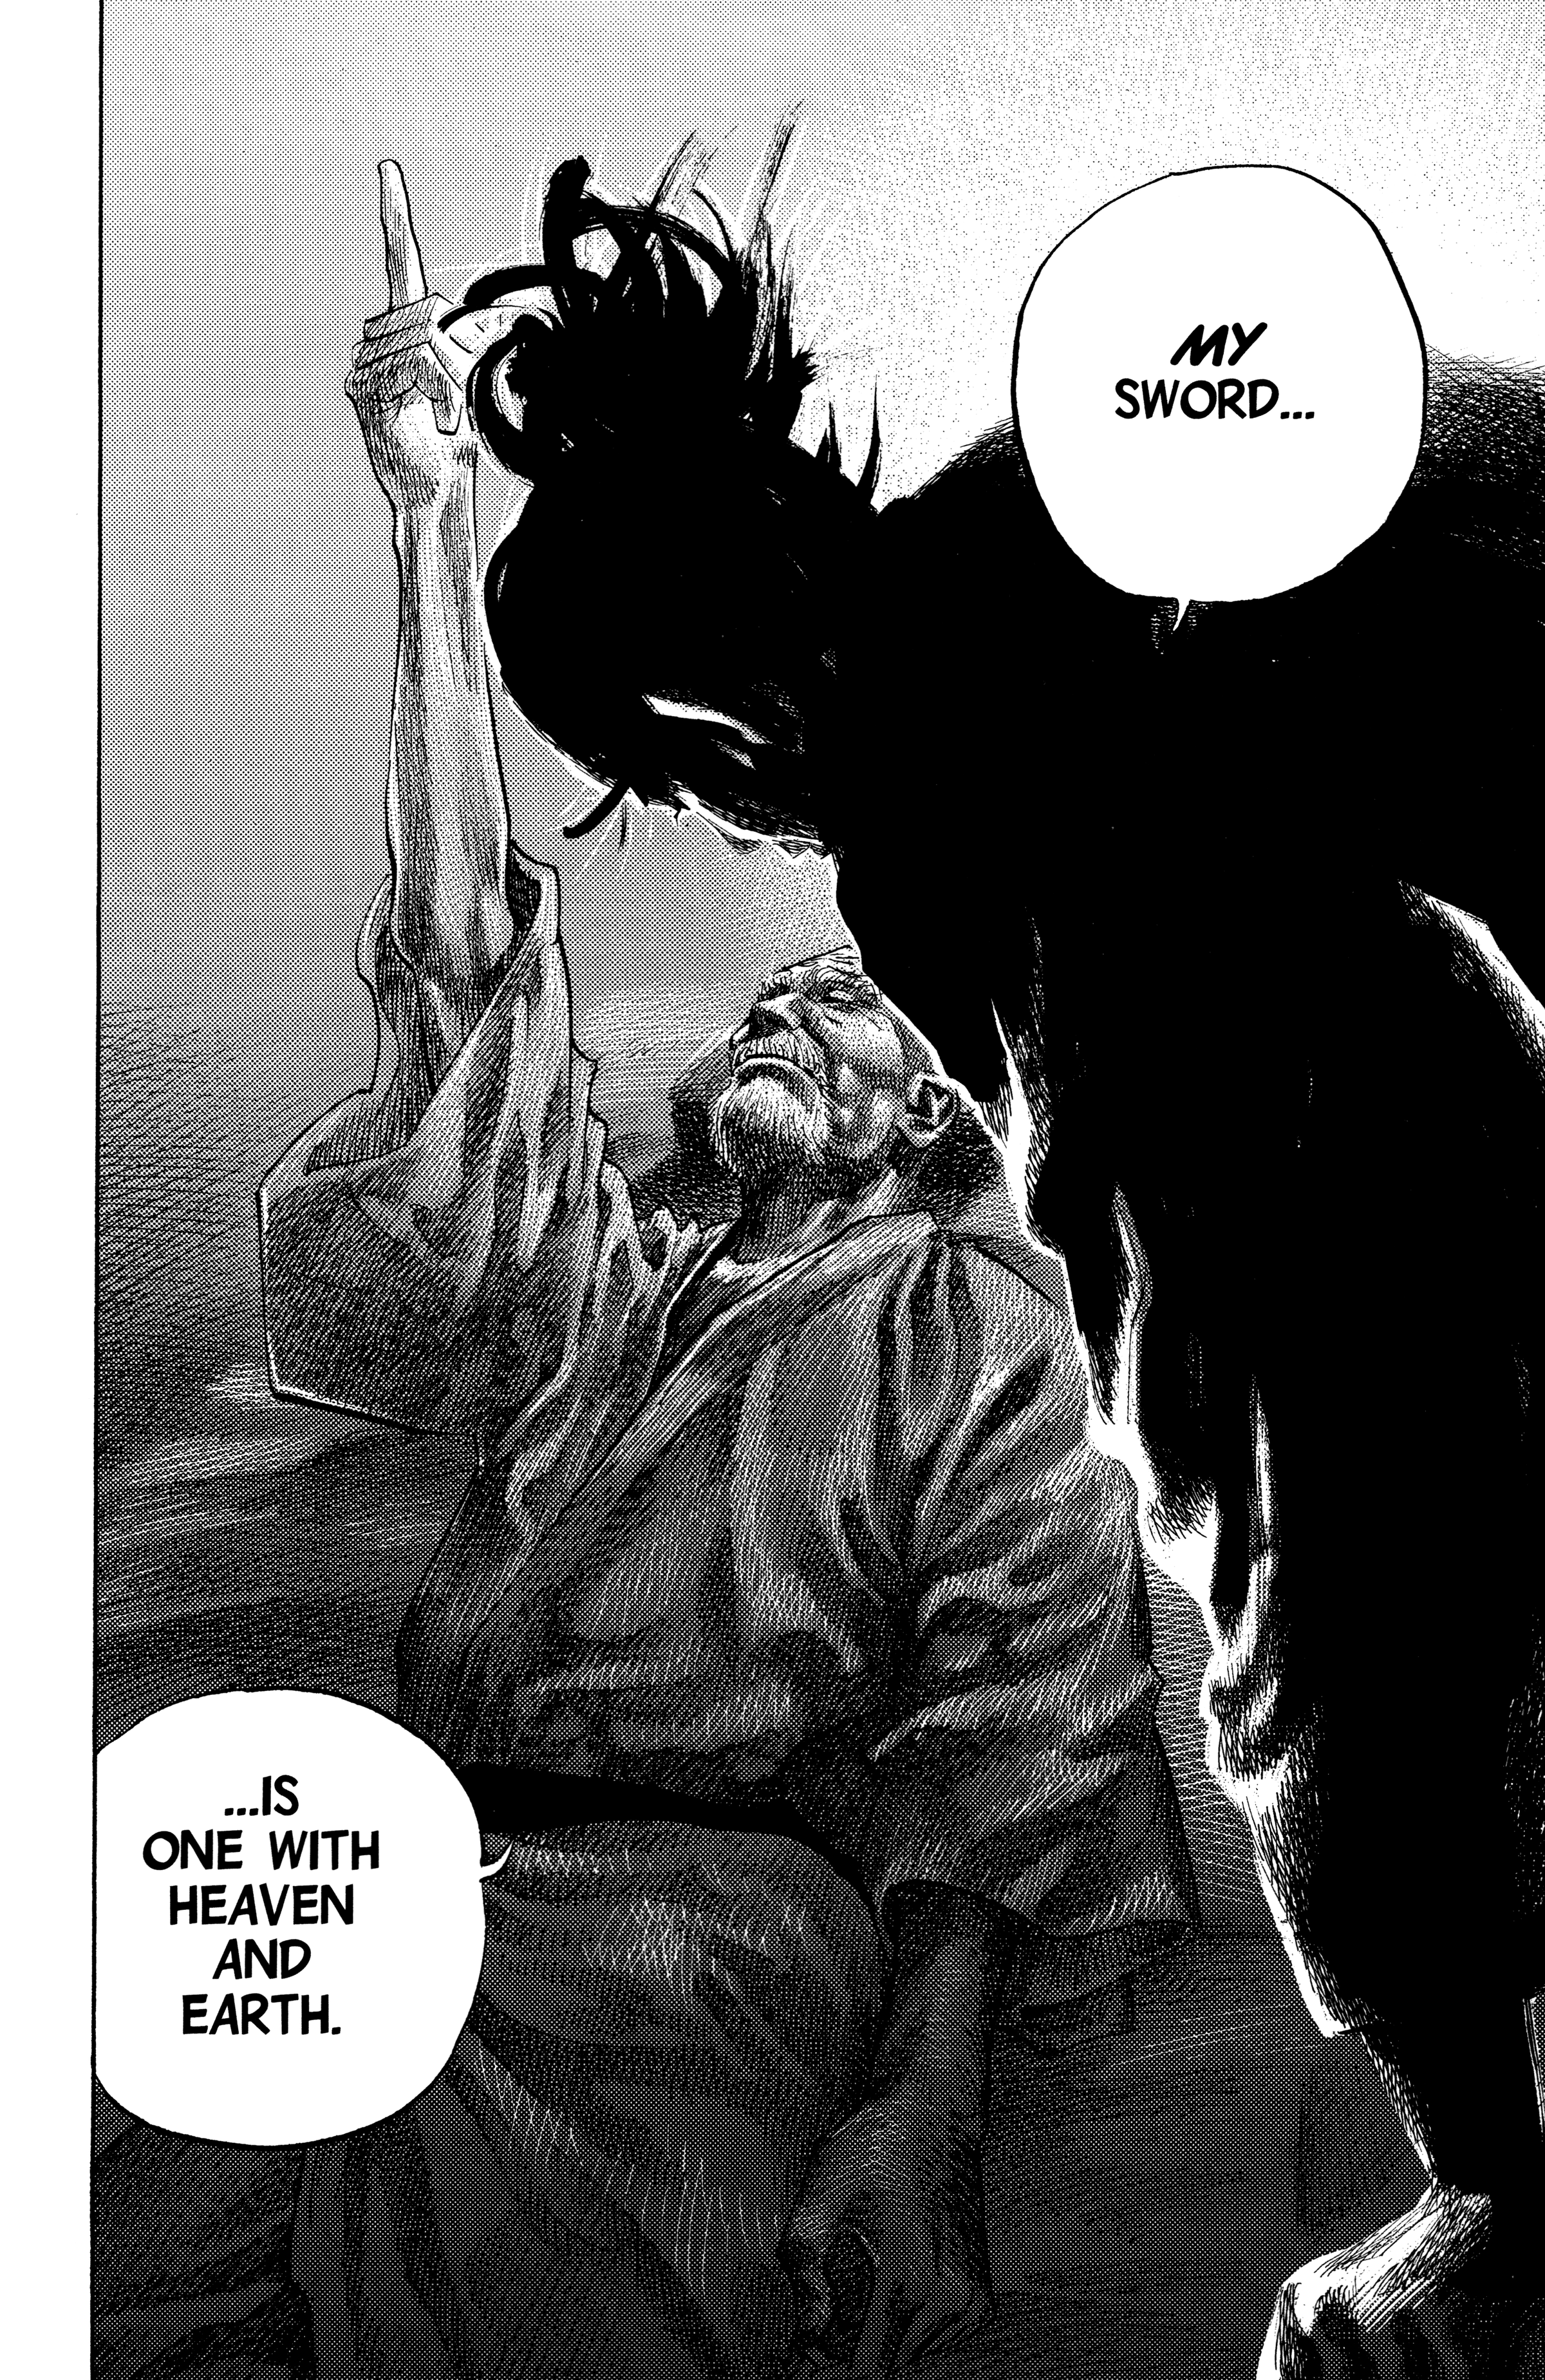 MY
SWORD...
...IS
ONE WITH
HEAVEN
AND
EARTH.